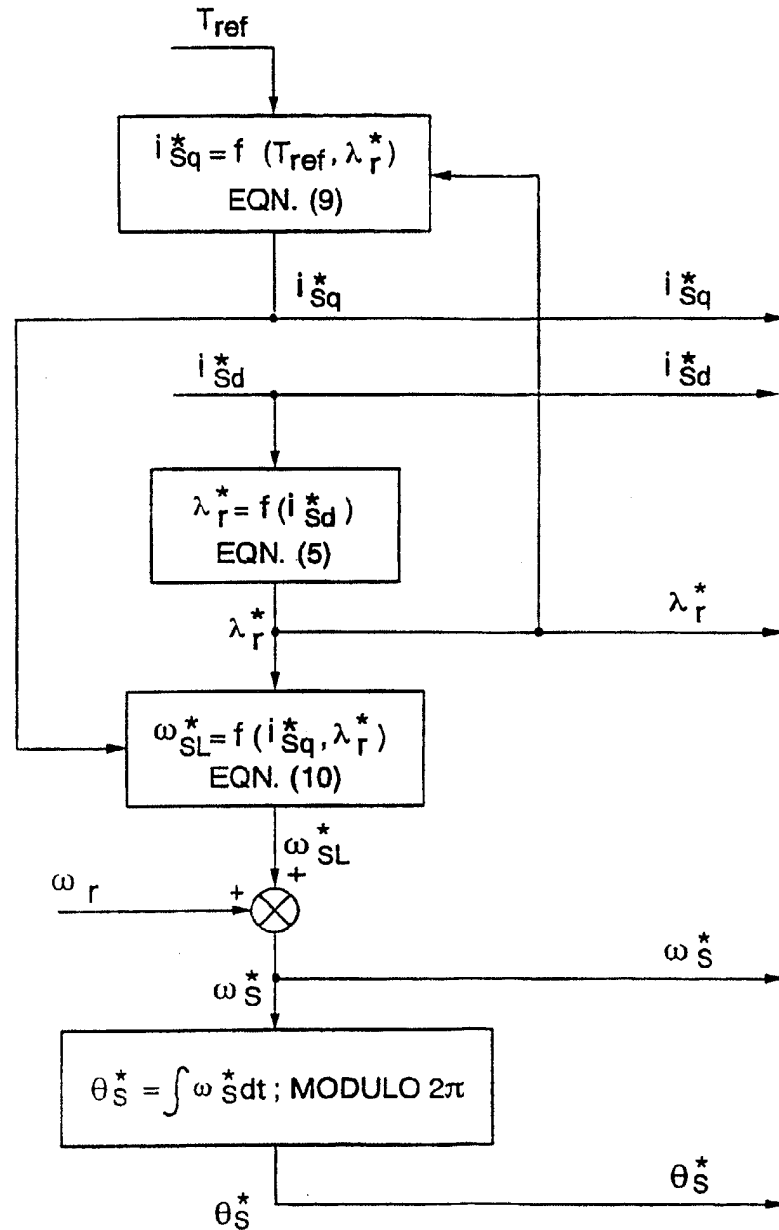 T_ref
i*_Sq = f (T_ref, λ*_r)
EQN. (9)
i*_Sq
i*_Sq
i*_Sd
i*_Sd
λ*_r = f(i*_Sd)
EQN. (5)
λ*_r
λ*_r
ω*_SL = f(i*_Sq, λ*_r)
EQN. (10)
ω*_SL
+
ω_r
+
ω*_S
ω*_S
θ*_S = ∫ω*_S dt; MODULO 2π
θ*_S
θ*_S